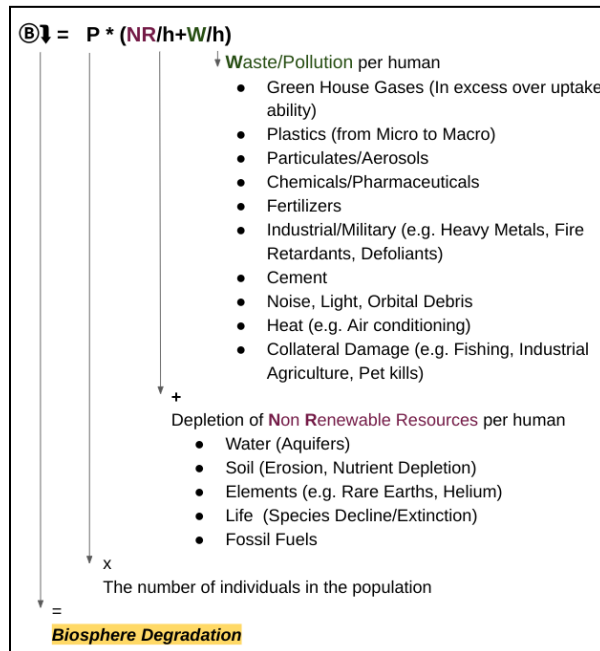 Ⓑ⮯ = P * (NR/h+W/h)
Waste/Pollution per human
● Green House Gases (In excess over uptake
ability)
● Plastics (from Micro to Macro)
● Particulates/Aerosols
● Chemicals/Pharmaceuticals
● Fertilizers
● Industrial/Military (e.g. Heavy Metals, Fire
Retardants, Defoliants)
● Cement
● Noise, Light, Orbital Debris
● Heat (e.g. Air conditioning)
● Collateral Damage (e.g. Fishing, Industrial
Agriculture, Pet kills)
+
Depletion of Non Renewable Resources per human
● Water (Aquifers)
● Soil (Erosion, Nutrient Depletion)
● Elements (e.g. Rare Earths, Helium)
● Life (Species Decline/Extinction)
● Fossil Fuels
x
The number of individuals in the population
=
Biosphere Degradation